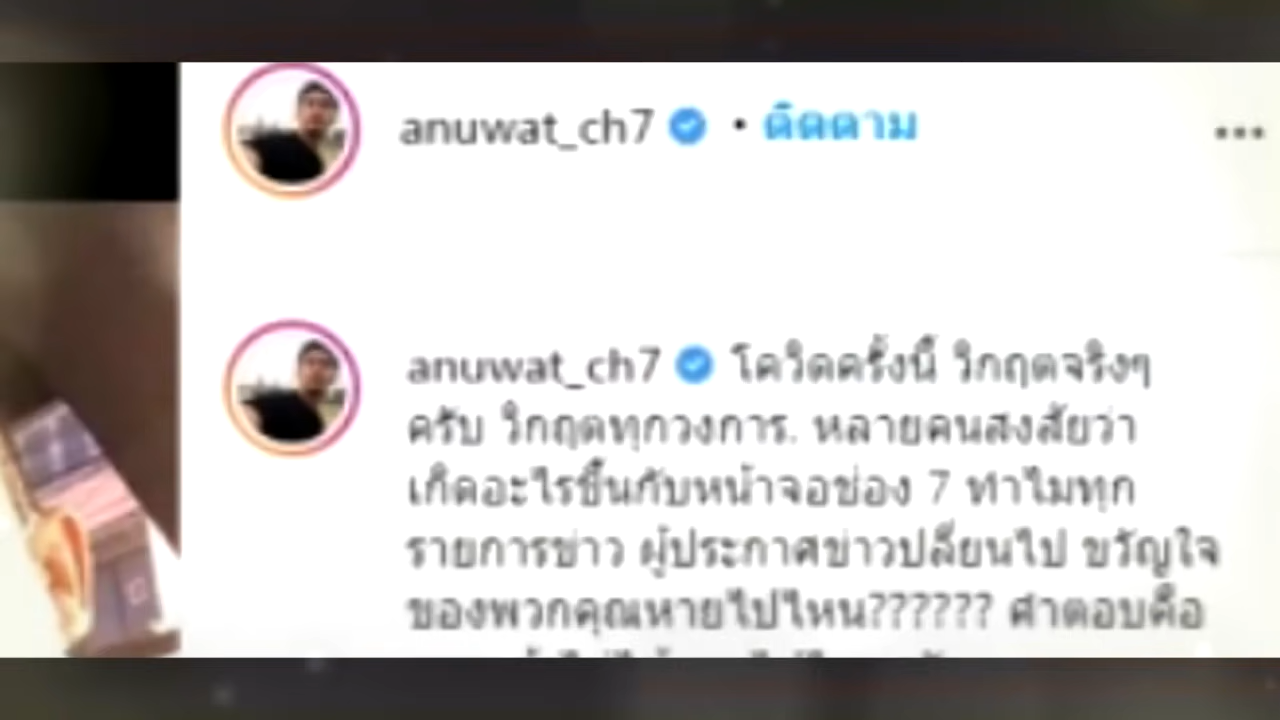 anuwat_ch7 • ติดตาม
anuwat_ch7 โควิดครั้งนี้ วิกฤตจริงๆ
ครับ วิกฤตทุกวงการ. หลายคนสงสัยว่า
เกิดอะไรขึ้นกับหน้าจอช่อง 7 ทำไมทุก
รายการข่าว ผู้ประกาศข่าวปลี่ยนไป ขวัญใจ
ของพวกคุณหายไปไหน?????? คำตอบคือ